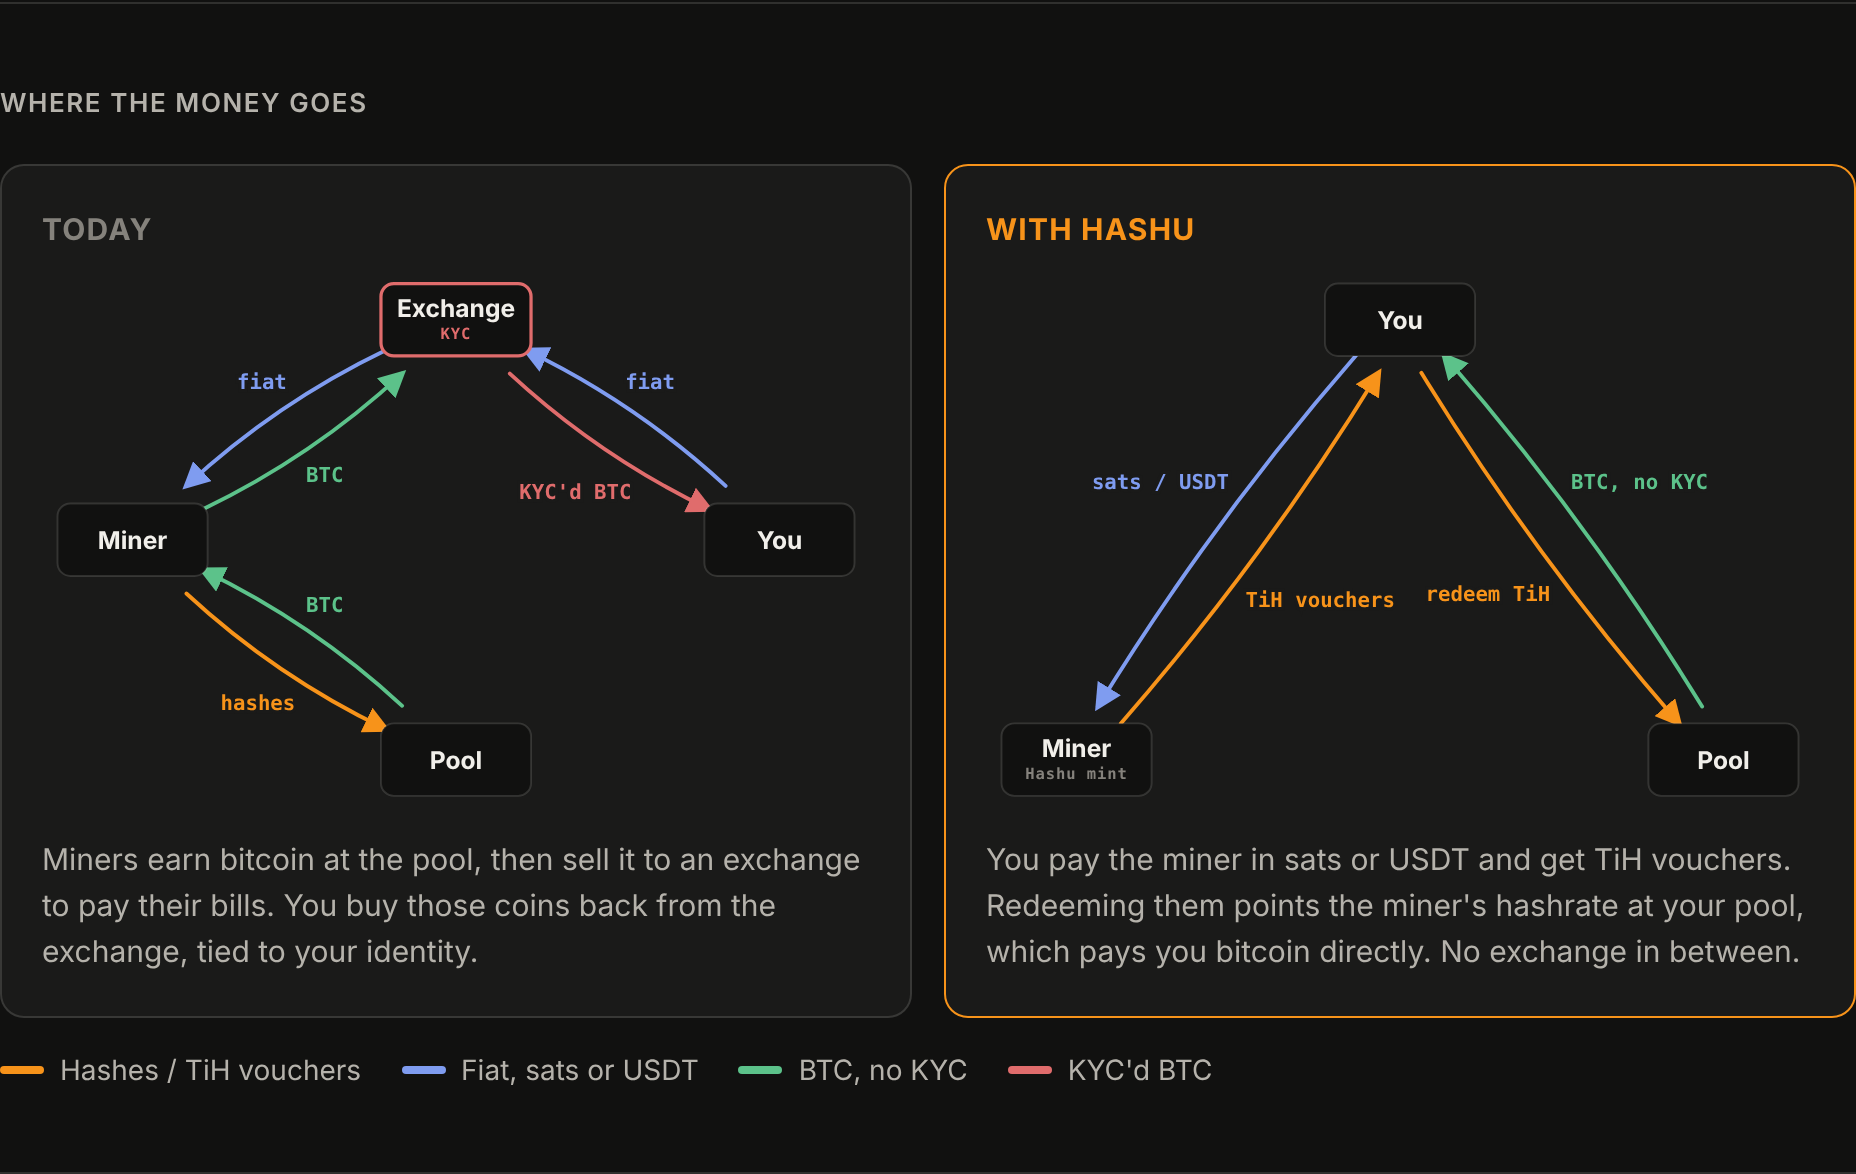 WHERE THE MONEY GOES
TODAY
Exchange
KYC
fiat
fiat
BTC
KYC'd BTC
Miner
You
BTC
hashes
Pool
Miners earn bitcoin at the pool, then sell it to an exchange
to pay their bills. You buy those coins back from the
exchange, tied to your identity.
WITH HASHU
You
sats / USDT
BTC, no KYC
TiH vouchers
redeem TiH
Miner
Hashu mint
Pool
You pay the miner in sats or USDT and get TiH vouchers.
Redeeming them points the miner's hashrate at your pool,
which pays you bitcoin directly. No exchange in between.
Hashes / TiH vouchers
Fiat, sats or USDT
BTC, no KYC
KYC'd BTC